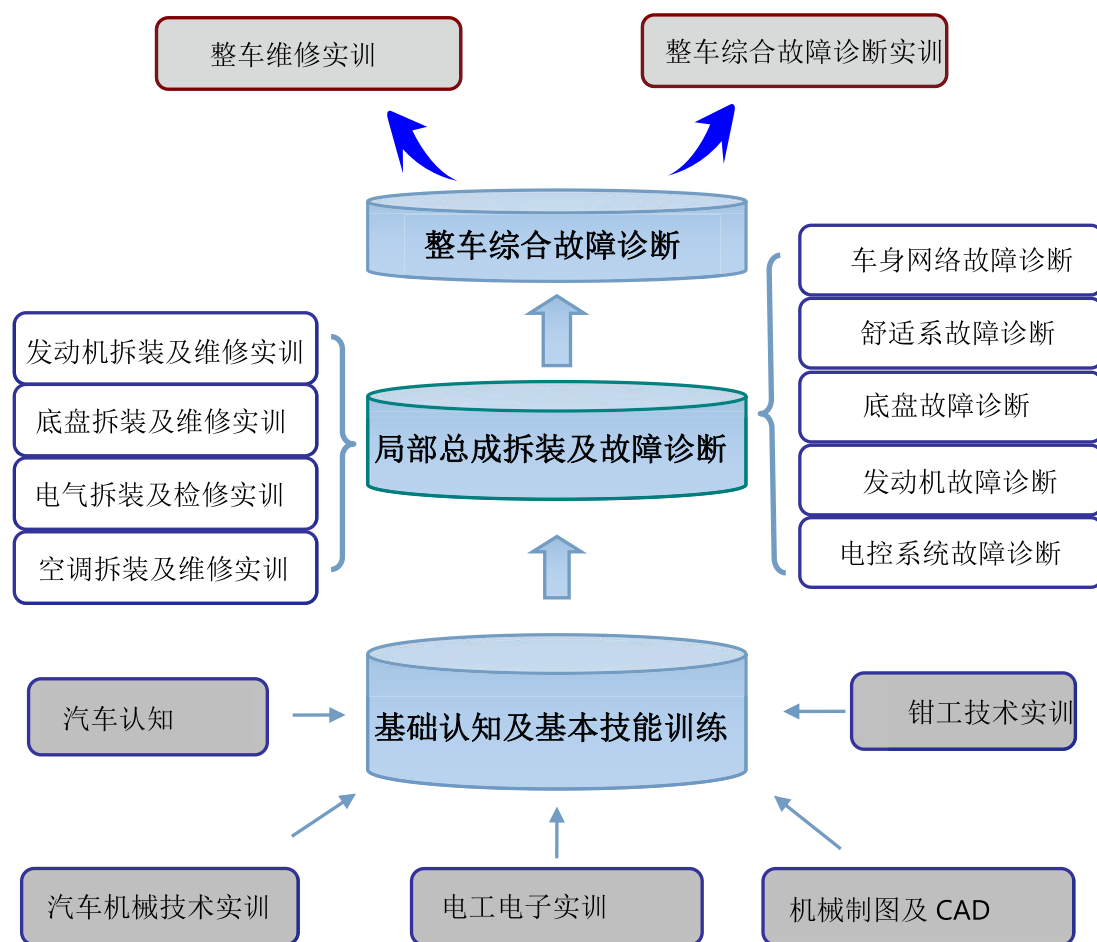 整车维修实训
整车综合故障诊断实训
整车综合故障诊断
车身网络故障诊断
舒适系故障诊断
底盘故障诊断
发动机故障诊断
电控系统故障诊断
发动机拆装及维修实训
底盘拆装及维修实训
电气拆装及检修实训
空调拆装及维修实训
局部总成拆装及故障诊断
基础认知及基本技能训练
汽车认知
钳工技术实训
汽车机械技术实训
电工电子实训
机械制图及 CAD